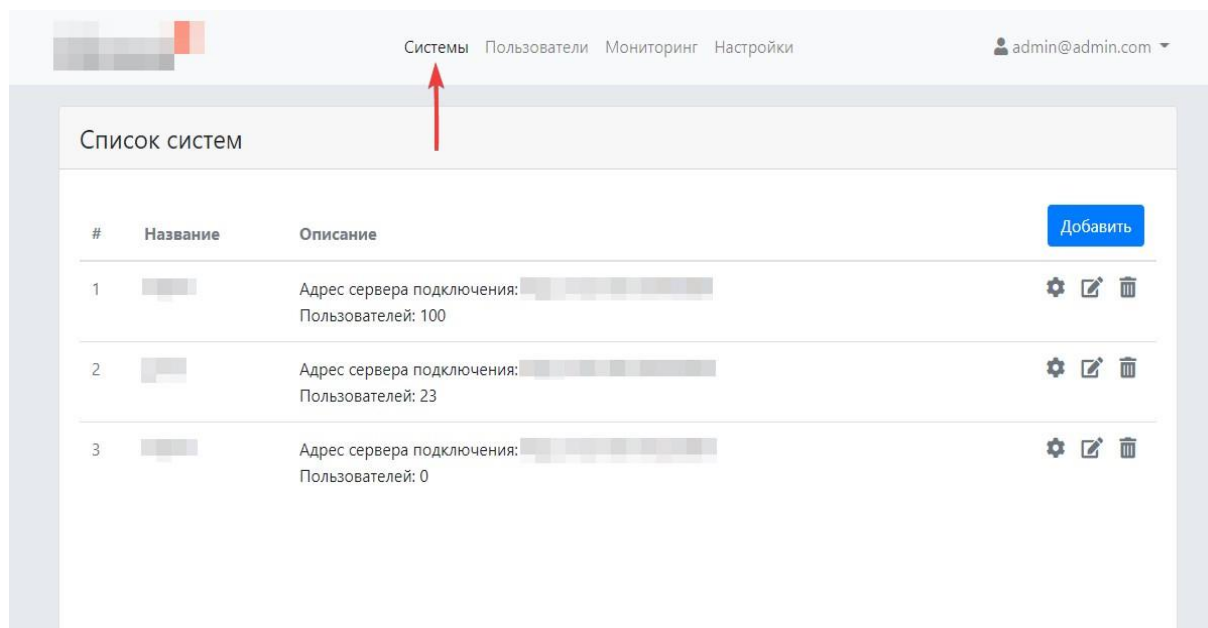 Системы Пользователи Мониторинг Настройки admin@admin.com
Список систем
# Название Описание Добавить
1 Адрес сервера подключения:
Пользователей: 100
2 Адрес сервера подключения:
Пользователей: 23
3 Адрес сервера подключения:
Пользователей: 0